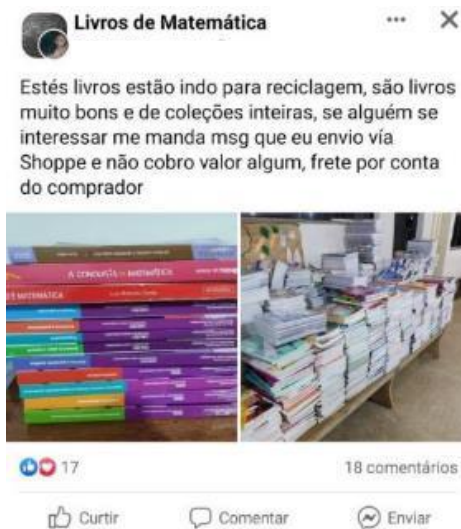 Livros de Matemática
Estés livros estão indo para reciclagem, são livros
muito bons e de coleções inteiras, se alguém se
interessar me manda msg que eu envio vía
Shoppe e não cobro valor algum, frete por conta
do comprador
A CONQUISTA DA MATEMÁTICA
DE MATEMÁTICA
17
18 comentários
Curtir
Comentar
Enviar